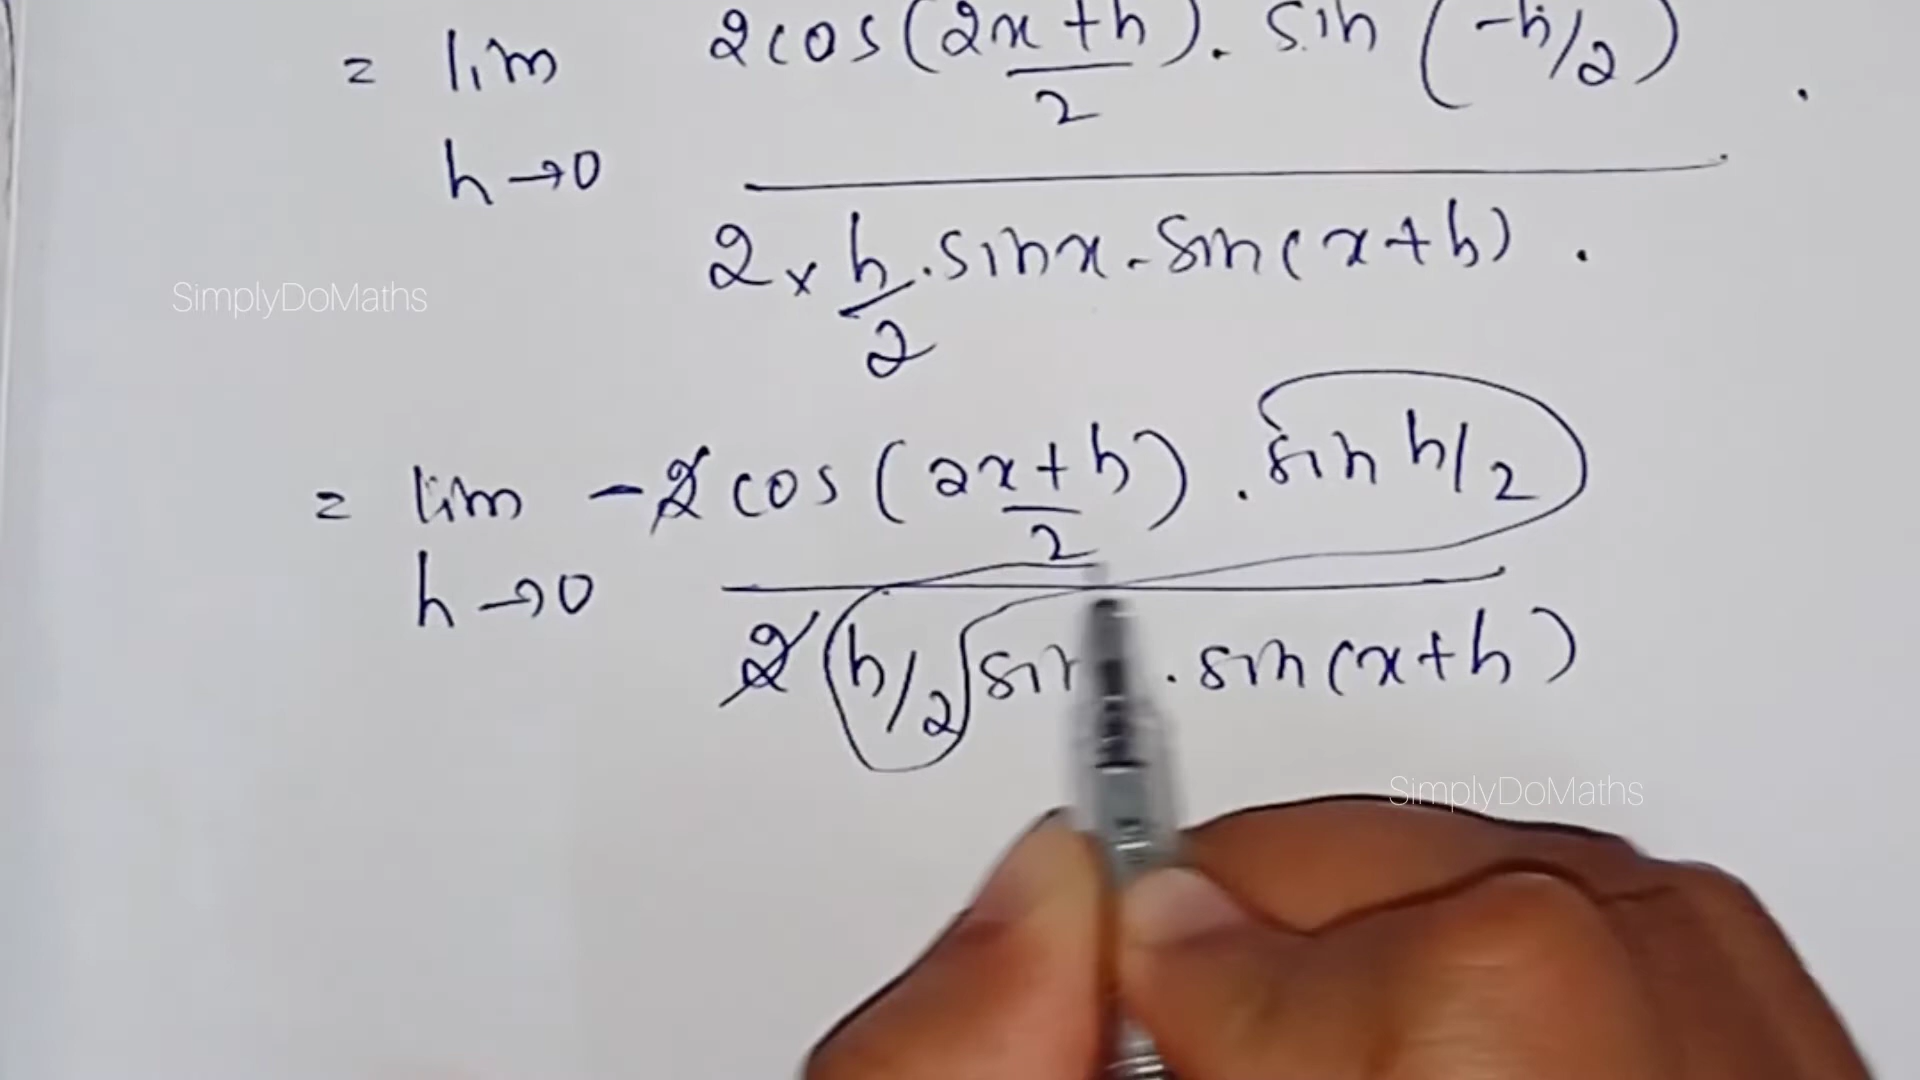 = lim 2cos(2x+h/2). sin(-h/2) .
h→0 2 x h/2 .sinx.sin(x+h) .
SimplyDoMaths
= lim -2cos(2x+h/2) . sin h/2
h→0 2(h/2) . sin(x+h)
SimplyDoMaths